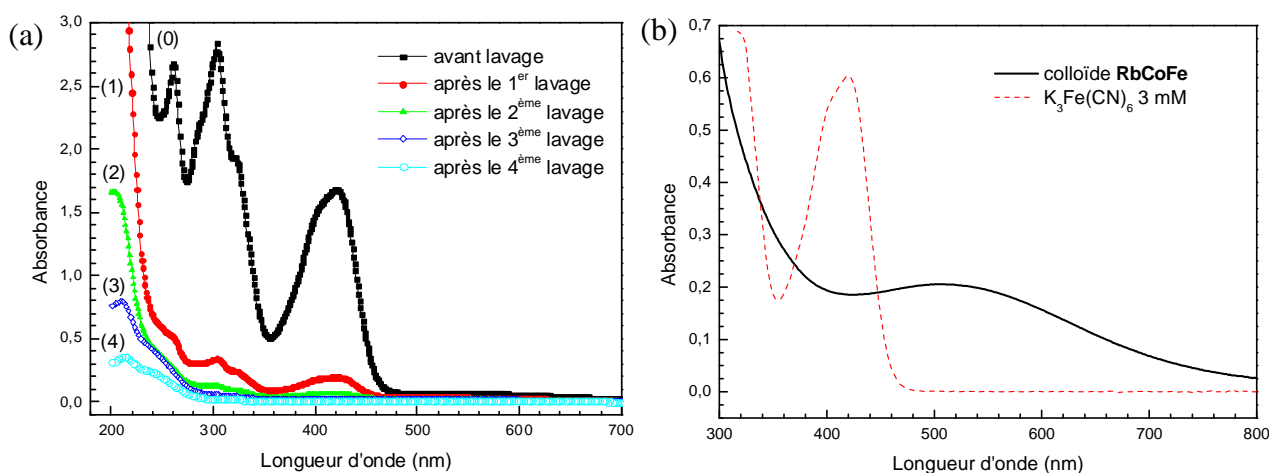 (a)
3,0
2,5
2,0
1,5
1,0
0,5
0,0
Absorbance
200 300 400 500 600 700
Longueur d'onde (nm)
(0)
(1)
(2)
(3)
(4)
avant lavage
après le 1er lavage
après le 2ème lavage
après le 3ème lavage
après le 4ème lavage
(b)
0,7
0,6
0,5
0,4
0,3
0,2
0,1
0,0
Absorbance
300 400 500 600 700 800
Longueur d'onde (nm)
colloïde RbCoFe
K3Fe(CN)6 3 mM